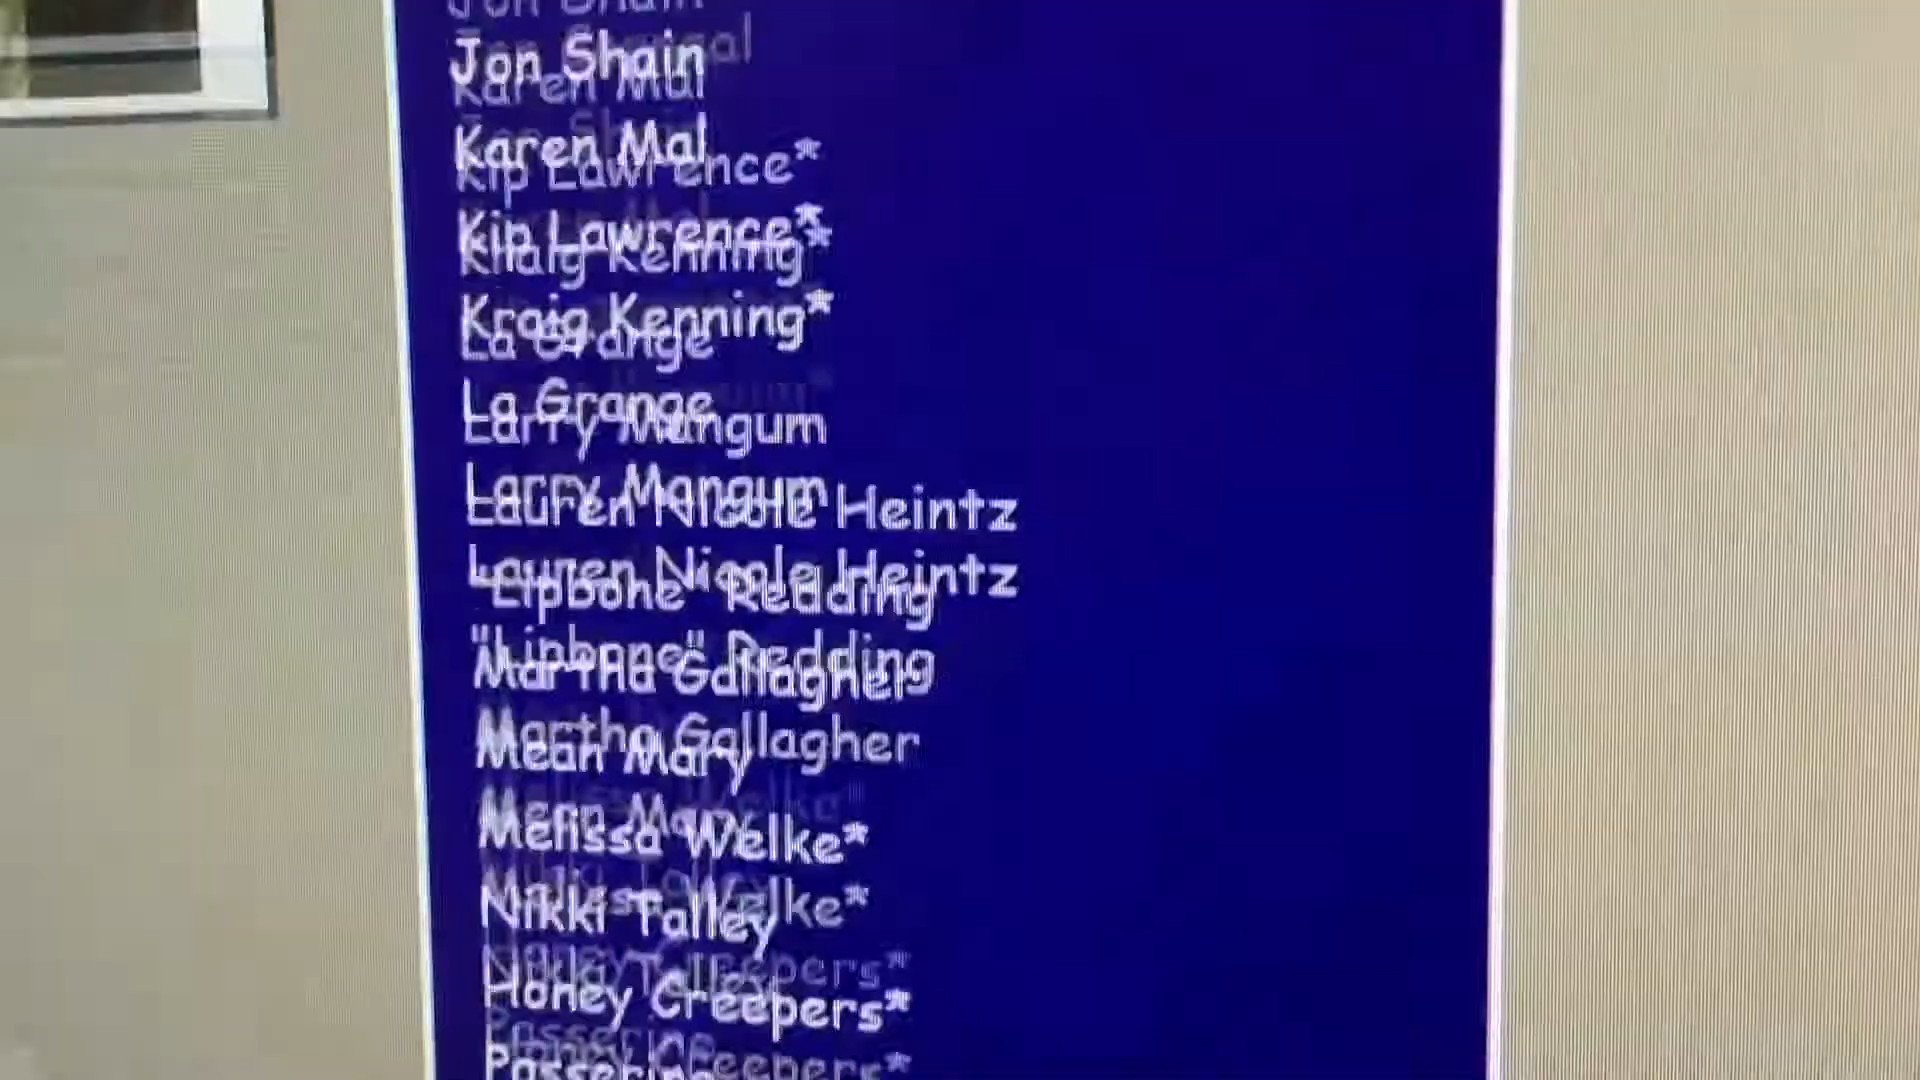 Jon Shain
Karen Mal
Kip Lawrence*
Kraig Kenning*
La Grange
Larry Mangum
Lauren Nicole Heintz
"Lipbone" Redding
Martha Gallagher
Mean Mary
Melissa Welke*
Nikki Talley
Honey Creepers*
Passerine